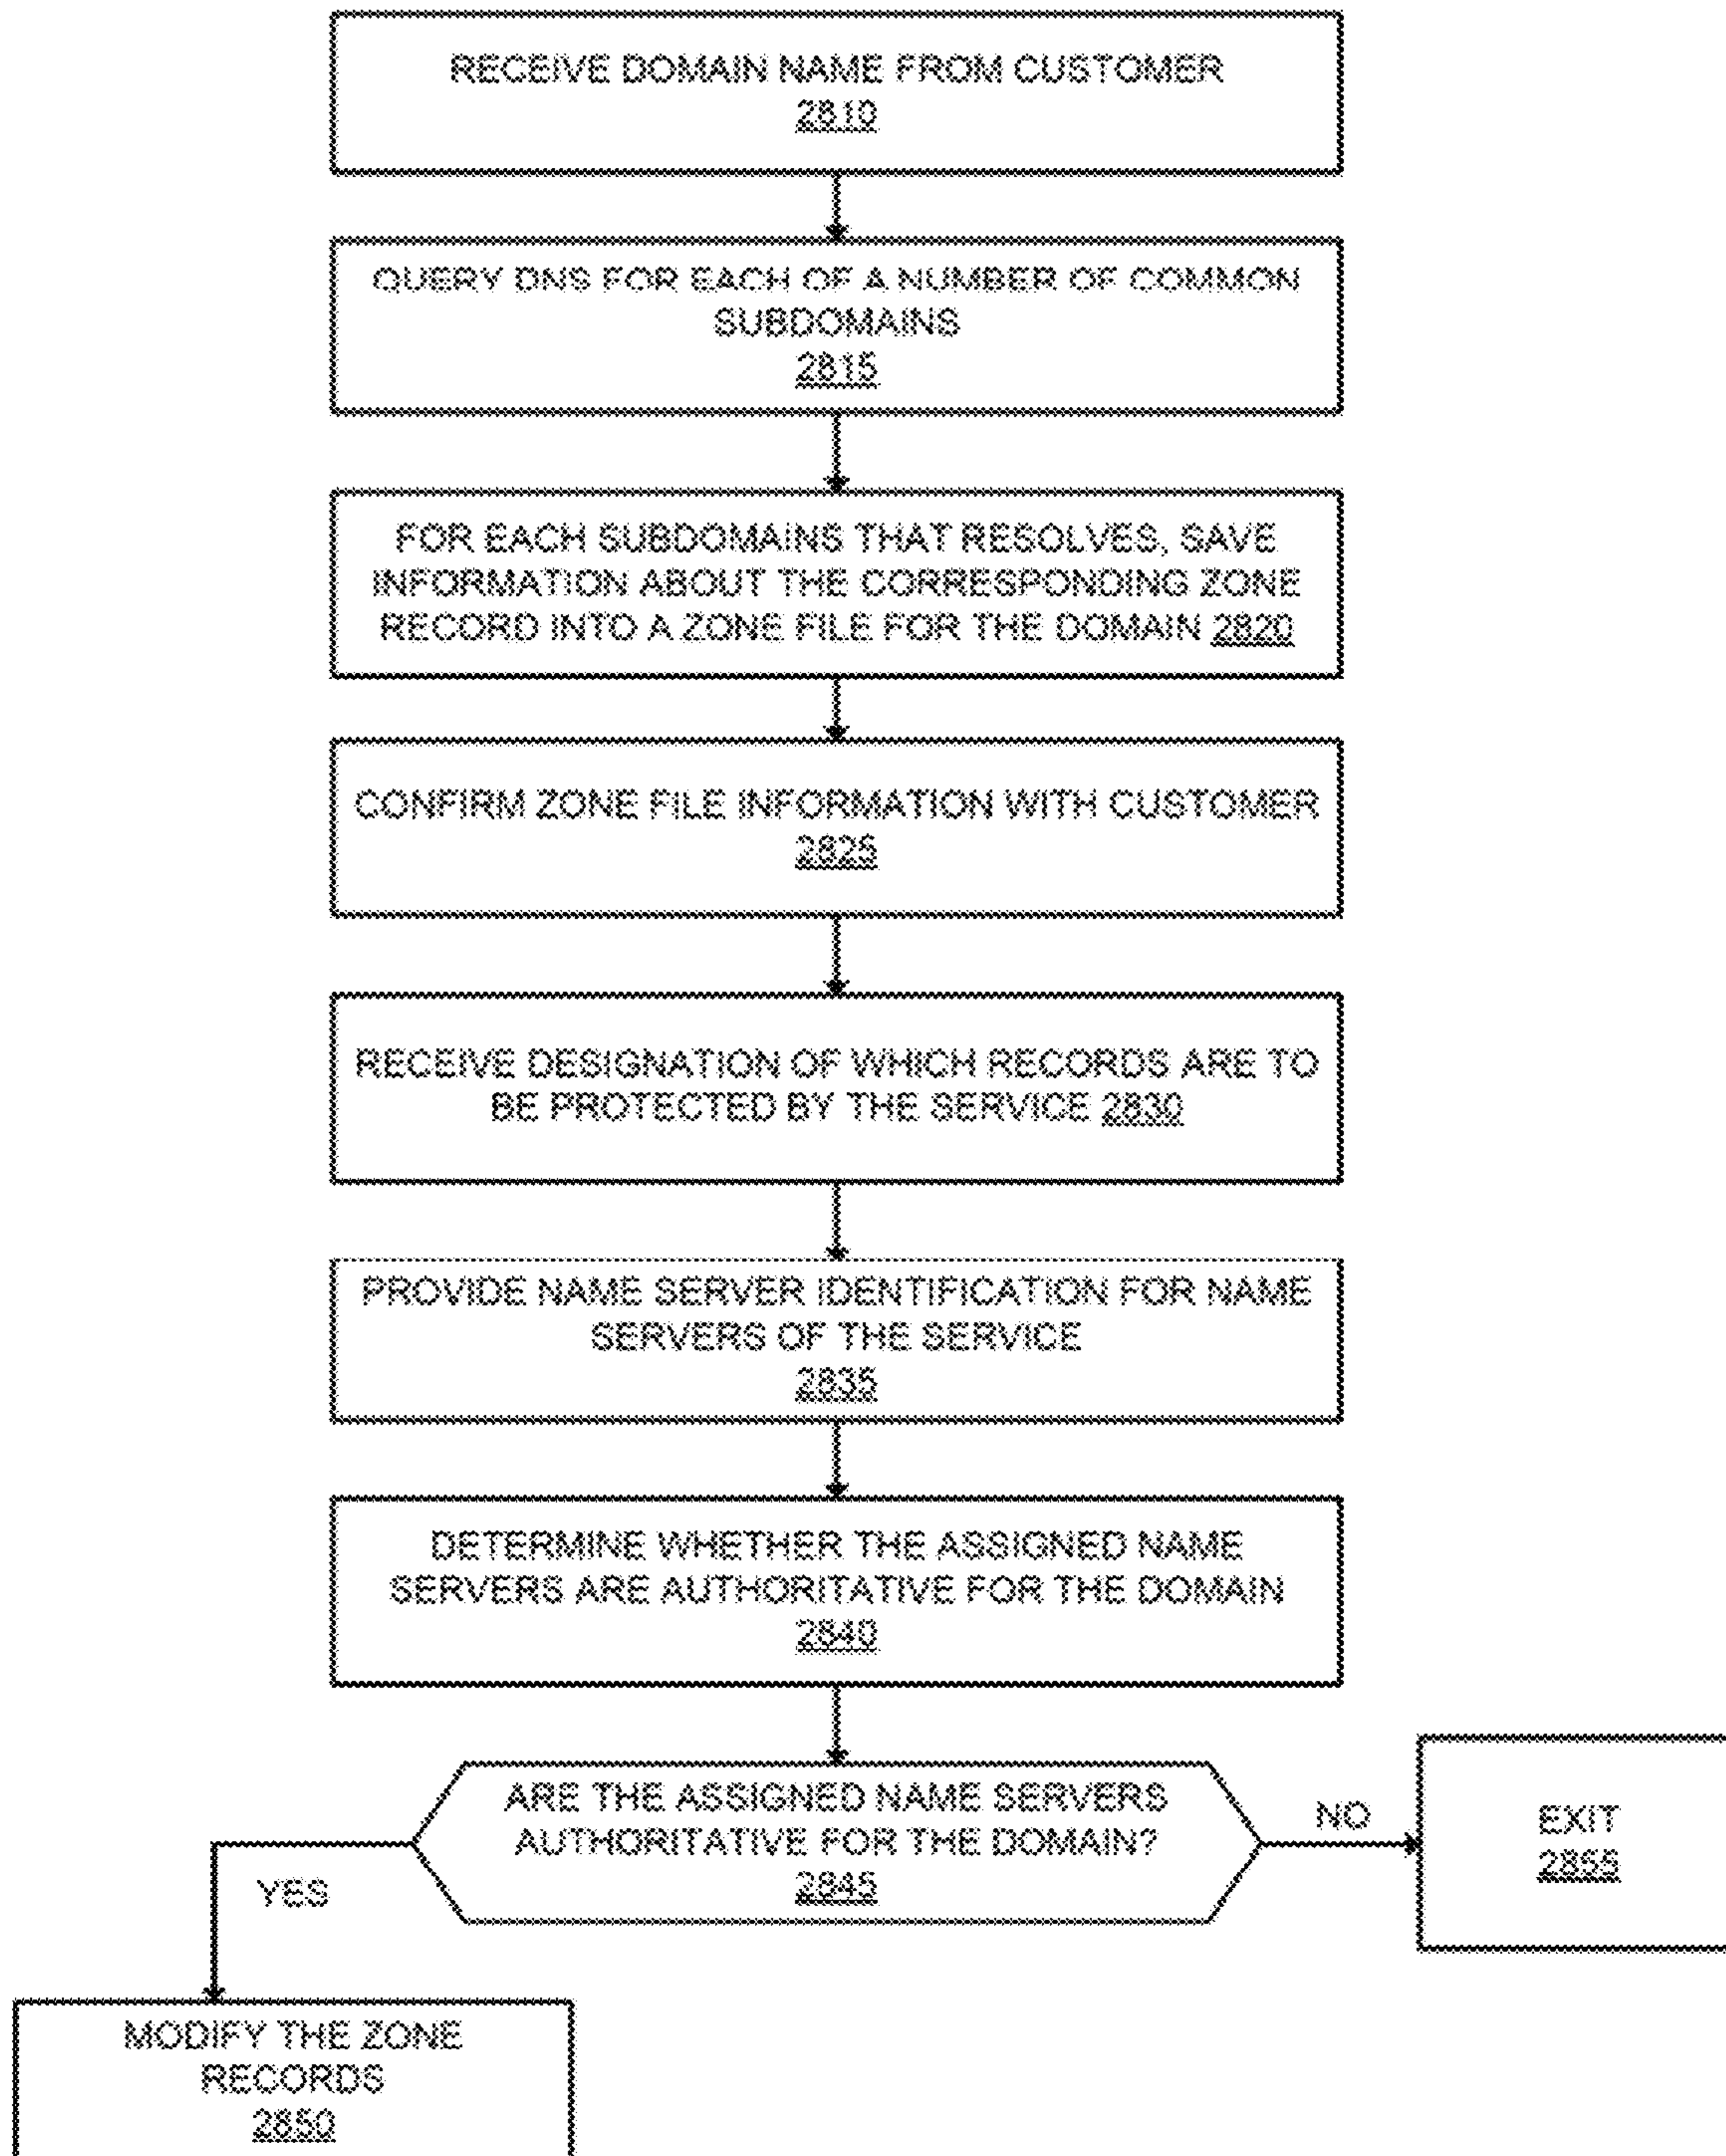 RECEIVE DOMAIN NAME FROM CUSTOMER
2810
QUERY DNS FOR EACH OF A NUMBER OF COMMON
SUBDOMAINS
2815
FOR EACH SUBDOMAINS THAT RESOLVES, SAVE
INFORMATION ABOUT THE CORRESPONDING ZONE
RECORD INTO A ZONE FILE FOR THE DOMAIN 2820
CONFIRM ZONE FILE INFORMATION WITH CUSTOMER
2825
RECEIVE DESIGNATION OF WHICH RECORDS ARE TO
BE PROTECTED BY THE SERVICE 2830
PROVIDE NAME SERVER IDENTIFICATION FOR NAME
SERVERS OF THE SERVICE
2835
DETERMINE WHETHER THE ASSIGNED NAME
SERVERS ARE AUTHORITATIVE FOR THE DOMAIN
2840
ARE THE ASSIGNED NAME SERVERS
AUTHORITATIVE FOR THE DOMAIN?
2845
NO
EXIT
2855
YES
MODIFY THE ZONE
RECORDS
2850